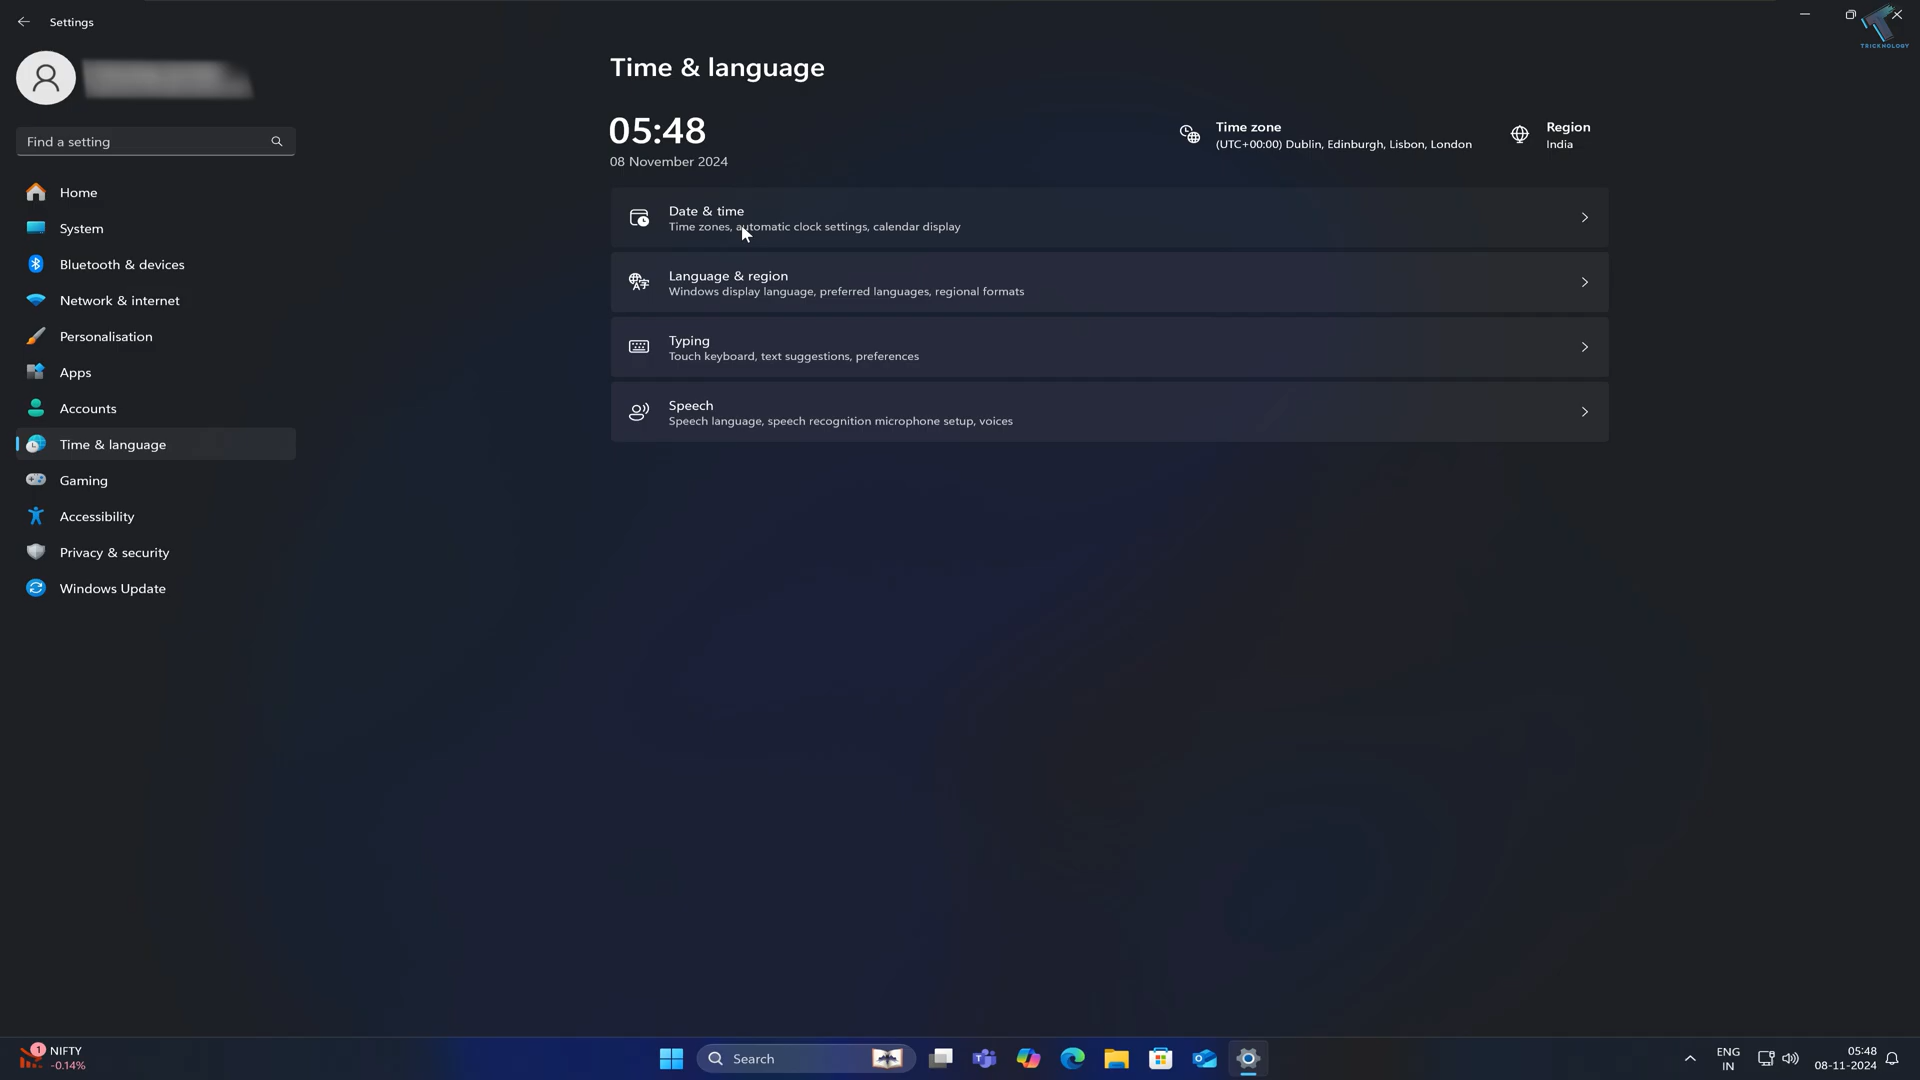 Settings
TRICKNOLOGY
Find a setting
Home
System
Bluetooth & devices
Network & internet
Personalisation
Apps
Accounts
Time & language
Gaming
Accessibility
Privacy & security
Windows Update
Time & language
05:48
08 November 2024
Time zone
(UTC+00:00) Dublin, Edinburgh, Lisbon, London
Region
India
Date & time
Time zones, automatic clock settings, calendar display
Language & region
Windows display language, preferred languages, regional formats
Typing
Touch keyboard, text suggestions, preferences
Speech
Speech language, speech recognition microphone setup, voices
1
NIFTY
-0.14%
Search
ENG
IN
05:48
08-11-2024